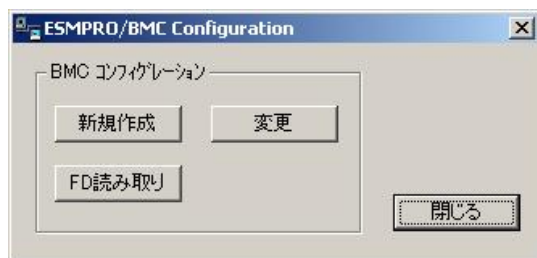 ESMPRO/BMC Configuration
BMC コンフィグレーション
新規作成
変更
FD読み取り
閉じる